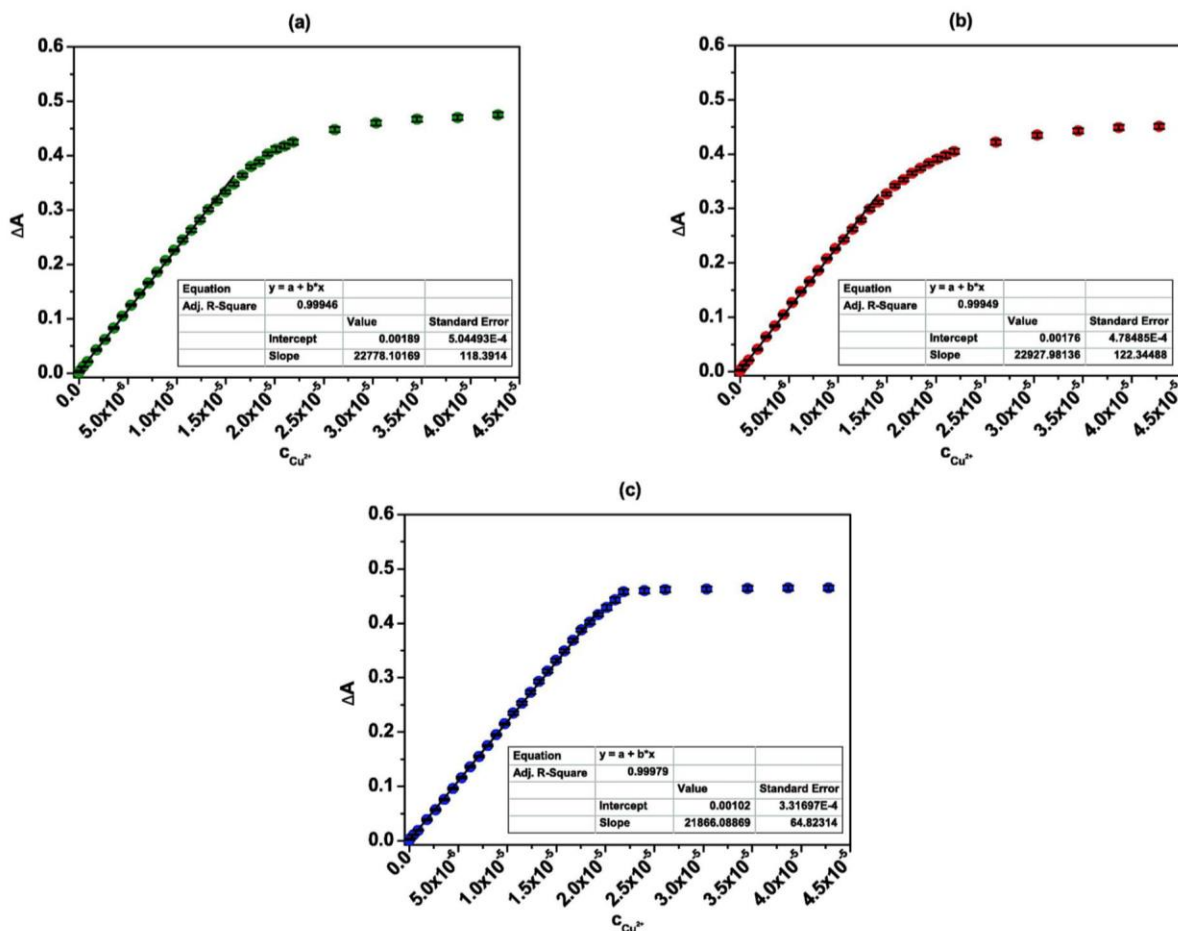 (a)
0.6
0.5
0.4
0.3
0.2
0.1
0.0
ΔA
Equation y = a + b*x
Adj. R-Square 0.99946
Value Standard Error
Intercept 0.00189 5.04493E-4
Slope 22778.10169 118.3914
0.0 5.0x10⁻⁶ 1.0x10⁻⁵ 1.5x10⁻⁵ 2.0x10⁻⁵ 2.5x10⁻⁵ 3.0x10⁻⁵ 3.5x10⁻⁵ 4.0x10⁻⁵ 4.5x10⁻⁵
c Cu²⁺
(b)
0.6
0.5
0.4
0.3
0.2
0.1
0.0
ΔA
Equation y = a + b*x
Adj. R-Square 0.99949
Value Standard Error
Intercept 0.00176 4.78485E-4
Slope 22927.98136 122.34488
0.0 5.0x10⁻⁶ 1.0x10⁻⁵ 1.5x10⁻⁵ 2.0x10⁻⁵ 2.5x10⁻⁵ 3.0x10⁻⁵ 3.5x10⁻⁵ 4.0x10⁻⁵ 4.5x10⁻⁵
c Cu²⁺
(c)
0.6
0.5
0.4
0.3
0.2
0.1
0.0
ΔA
Equation y = a + b*x
Adj. R-Square 0.99979
Value Standard Error
Intercept 0.00102 3.31697E-4
Slope 21866.08869 64.82314
0.0 5.0x10⁻⁶ 1.0x10⁻⁵ 1.5x10⁻⁵ 2.0x10⁻⁵ 2.5x10⁻⁵ 3.0x10⁻⁵ 3.5x10⁻⁵ 4.0x10⁻⁵ 4.5x10⁻⁵
c Cu²⁺